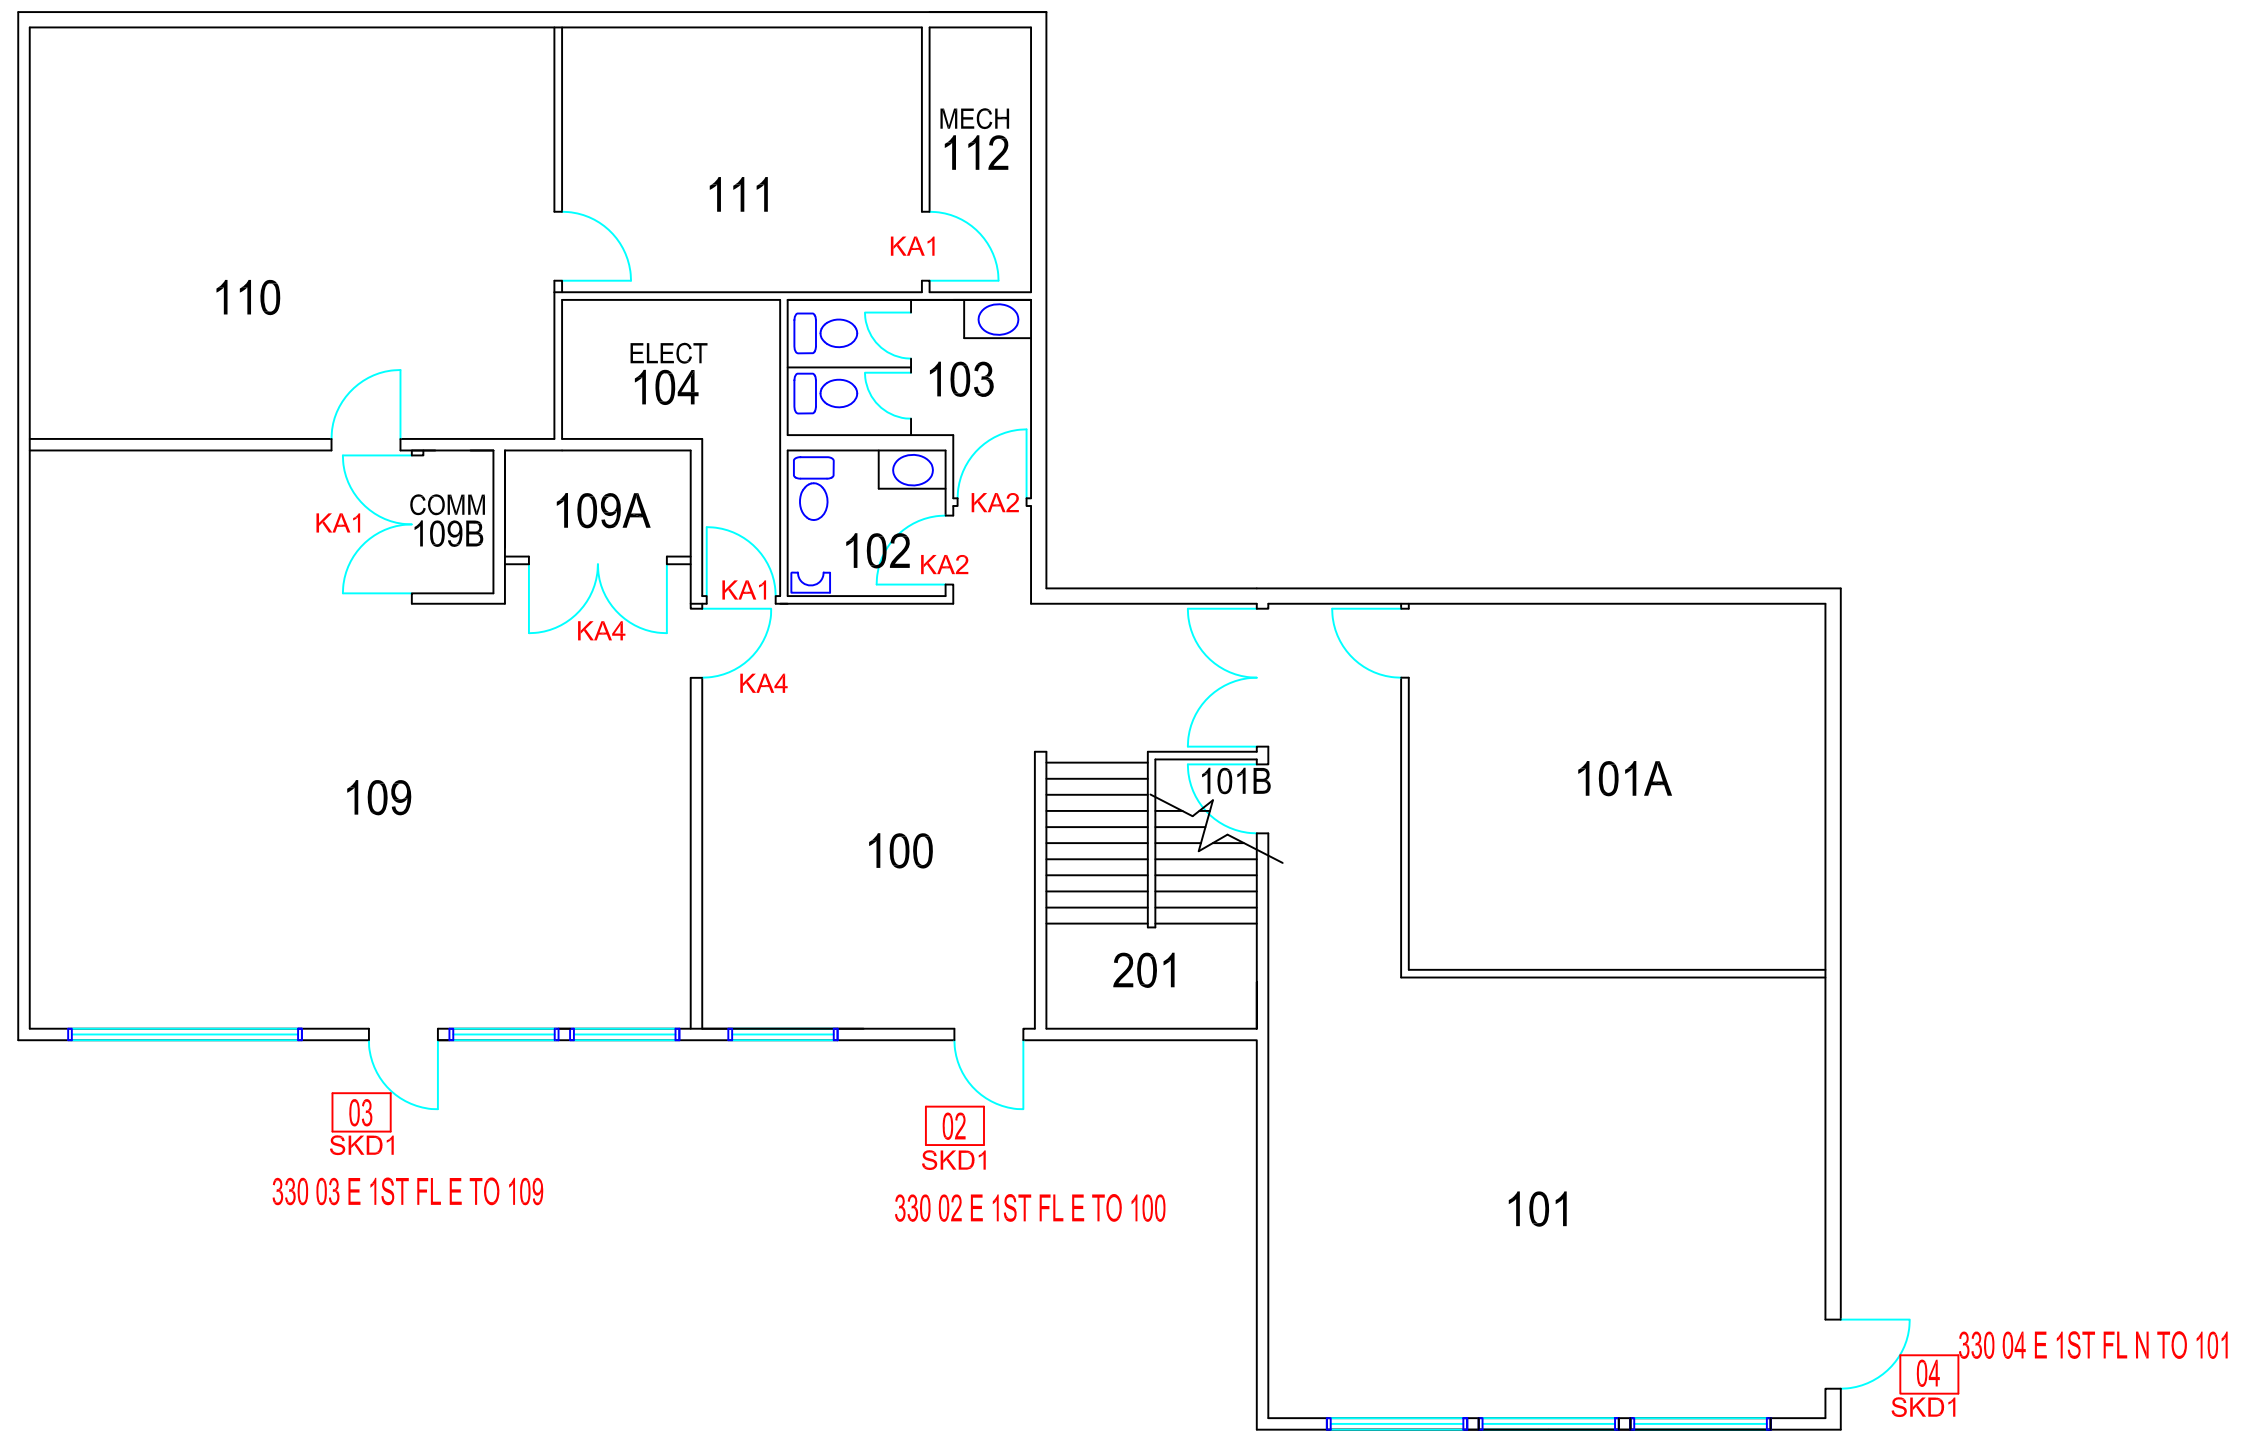 MECH
112
111
KA1
110
ELECT
104
103
COMM
109B
KA1
109A
KA2
102
KA2
KA1
KA4
KA4
101B
101A
109
100
201
03
SKD1
330 03 E 1ST FL E TO 109
02
SKD1
330 02 E 1ST FL E TO 100
101
330 04 E 1ST FL N TO 101
04
SKD1